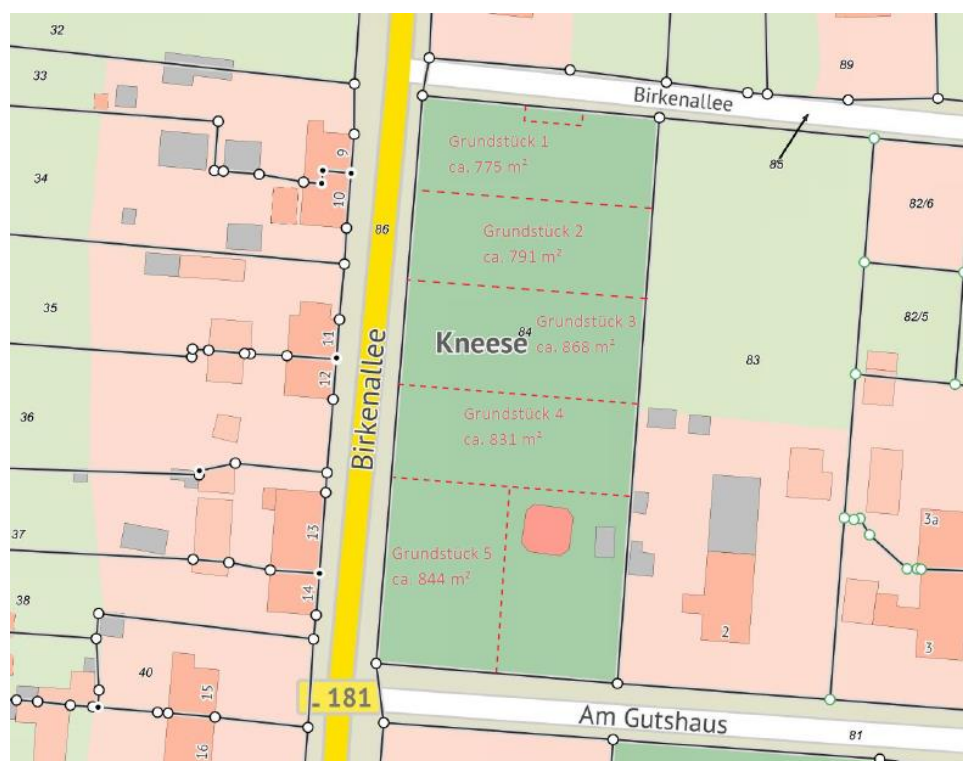 32
33
89
Birkenallee
85
Grundstück 1
ca. 775 m²
9
10
34
82/6
86
Grundstück 2
ca. 791 m²
35
82/5
11
12
84
Grundstück 3
Kneese
ca. 868 m²
83
Birkenallee
36
Grundstück 4
ca. 831 m²
13
3a
37
Grundstück 5
ca. 844 m²
14
38
2
3
40
15
L 181
Am Gutshaus
81
16